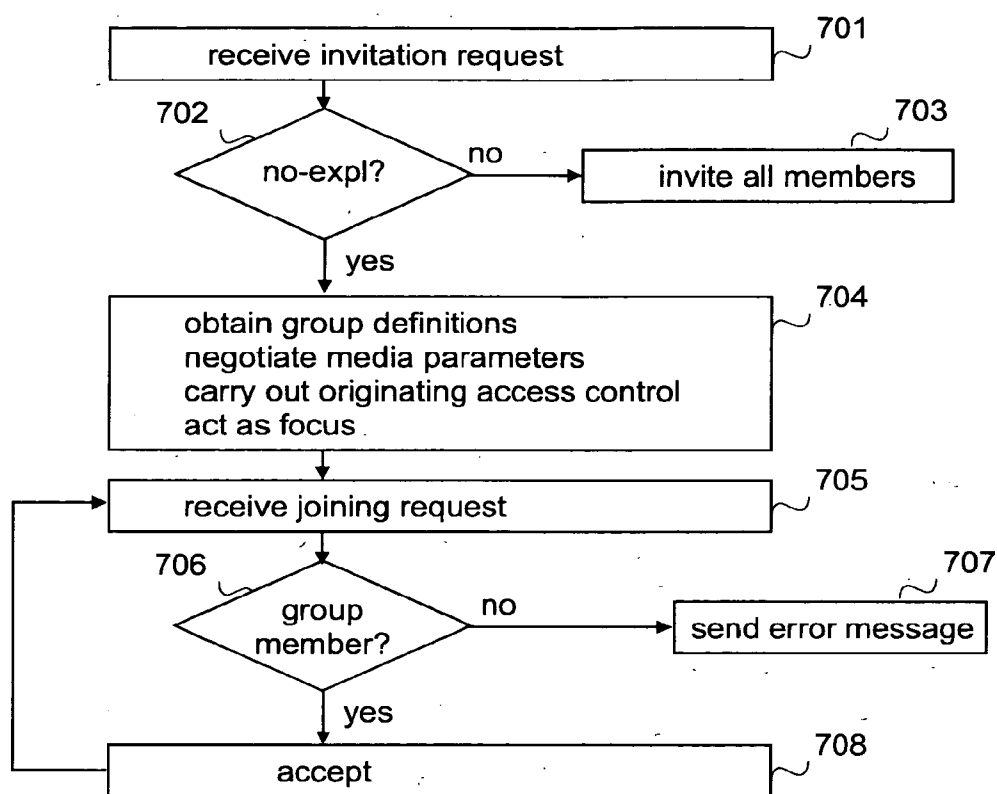 701
receive invitation request
702
no-expl?
no
703
invite all members
yes
704
obtain group definitions
negotiate media parameters
carry out originating access control
act as focus
705
receive joining request
706
group
member?
no
707
send error message
yes
708
accept